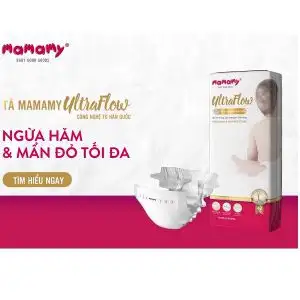 MAMAMY
BABY GOOD GOODS
TÃ MAMAMY UltraFlow
CÔNG NGHỆ TỪ HÀN QUỐC
NGỪA HĂM
& MẨN ĐỎ TỐI ĐA
TÌM HIỂU NGAY
MAMAMY
UltraFlow
MAMAMY